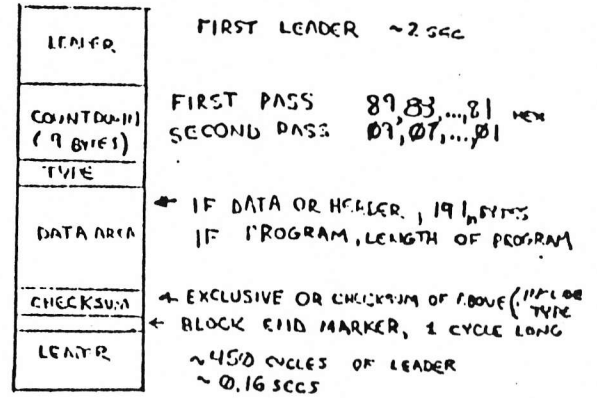 LEADER
FIRST LEADER ~2 SEC
COUNTDOWN
(9 BYTES)
FIRST PASS 89,88,...,81 HEX
SECOND PASS 09,08,...,01
TYPE
DATA AREA
← IF DATA OR HEADER, 191 BYTES
IF PROGRAM, LENGTH OF PROGRAM
CHECKSUM
← EXCLUSIVE OR CHECKSUM OF ABOVE (
TYPE
← BLOCK END MARKER, 1 CYCLE LONG
LEADER
~450 CYCLES OF LEADER
~0.16 SECS